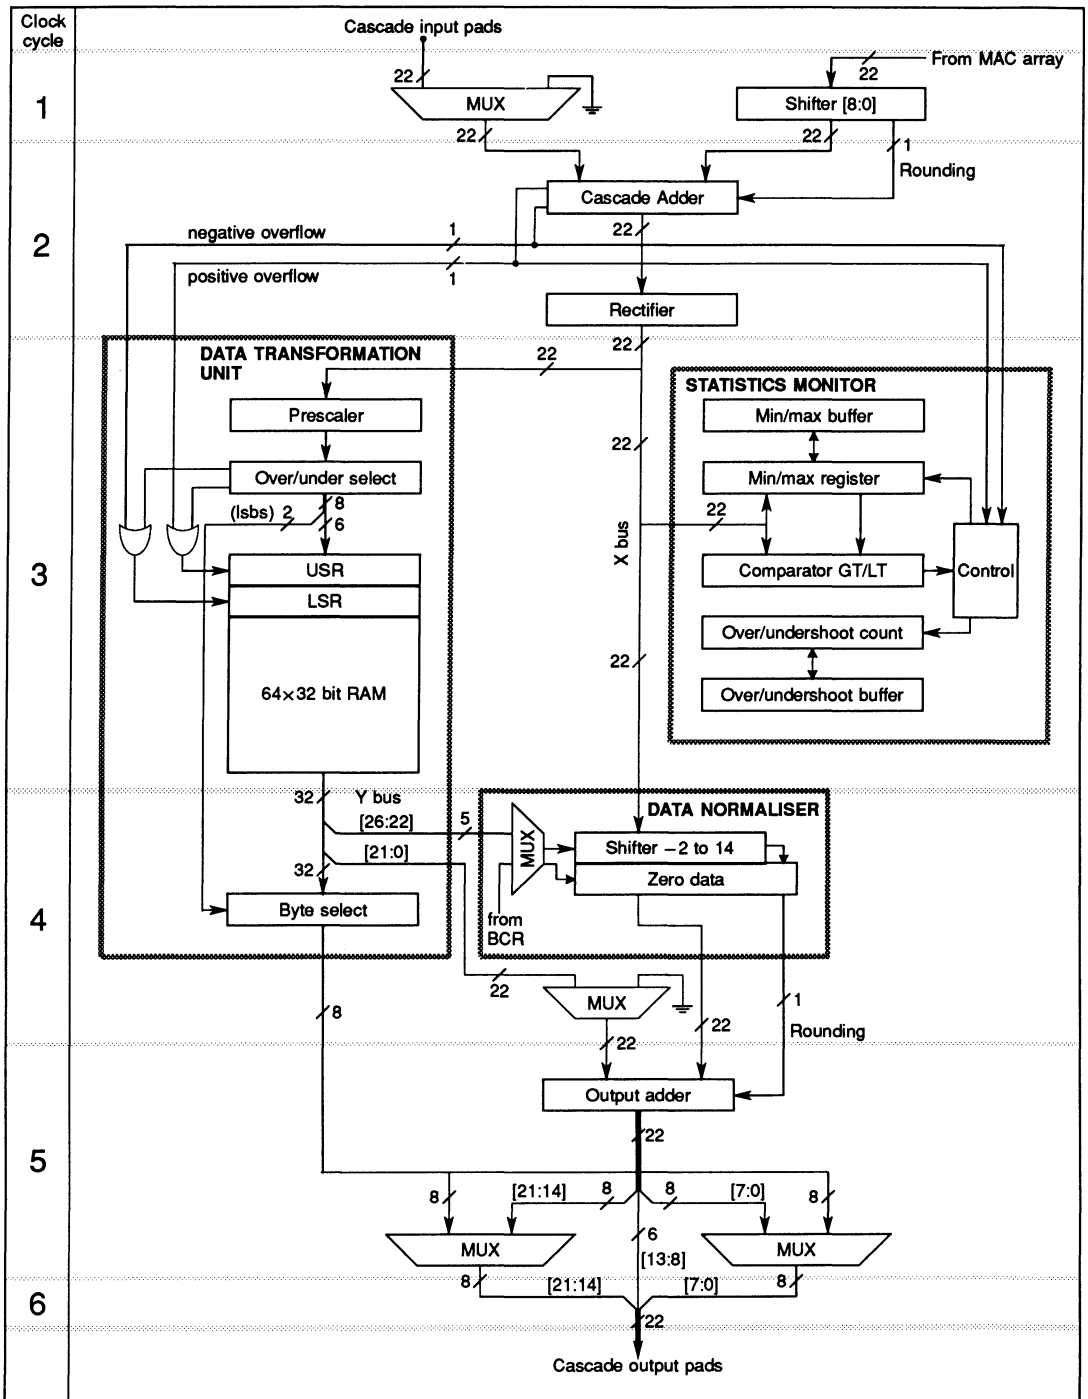 Clock
cycle
Cascade input pads
From MAC array
22
22
1
MUX
Shifter [8:0]
22
22
1
Rounding
Cascade Adder
2
negative overflow
1
22
positive overflow
1
Rectifier
22
DATA TRANSFORMATION
UNIT
22
STATISTICS MONITOR
Prescaler
Min/max buffer
22
Over/under select
Min/max register
8
(lsbs)
2
6
22
X bus
3
USR
Comparator GT/LT
Control
LSR
Over/undershoot count
22
64×32 bit RAM
Over/undershoot buffer
32
Y bus
DATA NORMALISER
[26:22]
5
MUX
Shifter −2 to 14
[21:0]
32
Zero data
4
Byte select
from
BCR
22
MUX
1
8
22
Rounding
22
Output adder
22
5
8
[21:14]
8
8
[7:0]
8
6
MUX
MUX
[13:8]
8
[21:14]
[7:0]
8
6
22
Cascade output pads